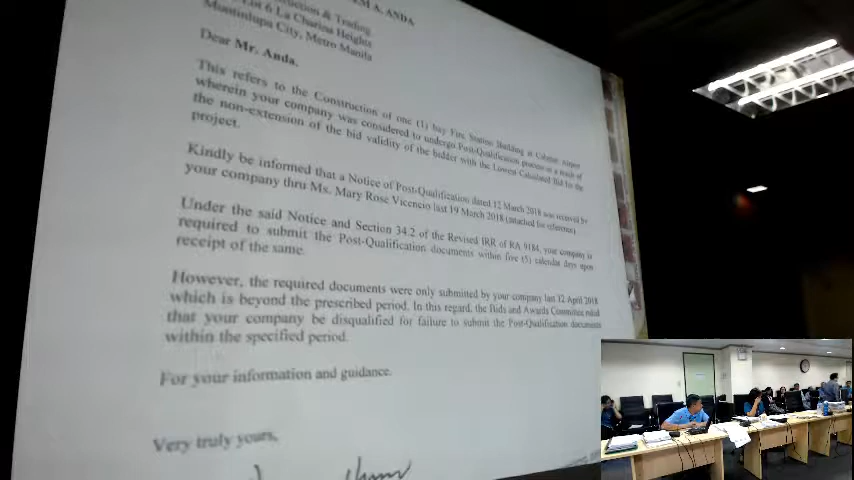 M A. ANDA
ruction & Trading
Lot 6 La Charina Heights
Muntinlupa City, Metro Manila
Dear Mr. Anda,
This refers to the Construction of one (1) bay Fire Station Building at Calbayog Airport
wherein your company was considered to undergo Post-Qualification process as a result of
the non-extension of the bid validity of the bidder with the Lowest Calculated Bid for the
project.
Kindly be informed that a Notice of Post-Qualification dated 12 March 2018 was received by
your company thru Ms. Mary Rose Vicencio last 19 March 2018 (attached for reference)
Under the said Notice and Section 34.2 of the Revised IRR of RA 9184, your company is
required to submit the Post-Qualification documents within five (5) calendar days upon
receipt of the same.
However, the required documents were only submitted by your company last 12 April 2018
which is beyond the prescribed period. In this regard, the Bids and Awards Committee ruled
that your company be disqualified for failure to submit the Post-Qualification documents
within the specified period.
For your information and guidance.
Very truly yours,